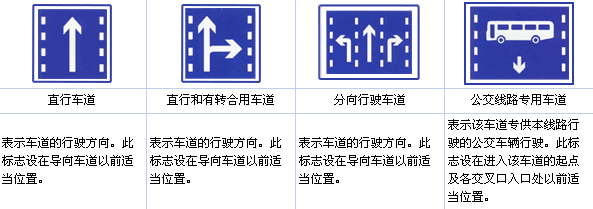 直行车道
直行和有转合用车道
分向行驶车道
公交线路专用车道
表示车道的行驶方向。此
标志设在导向车道以前适
当位置。
表示车道的行驶方向。此
标志设在导向车道以前适
当位置。
表示车道的行驶方向。此
标志设在导向车道以前适
当位置。
表示该车道专供本线路行
驶的公交车辆行驶。此标
志设在进入该车道的起点
及各交叉口入口处以前适
当位置。